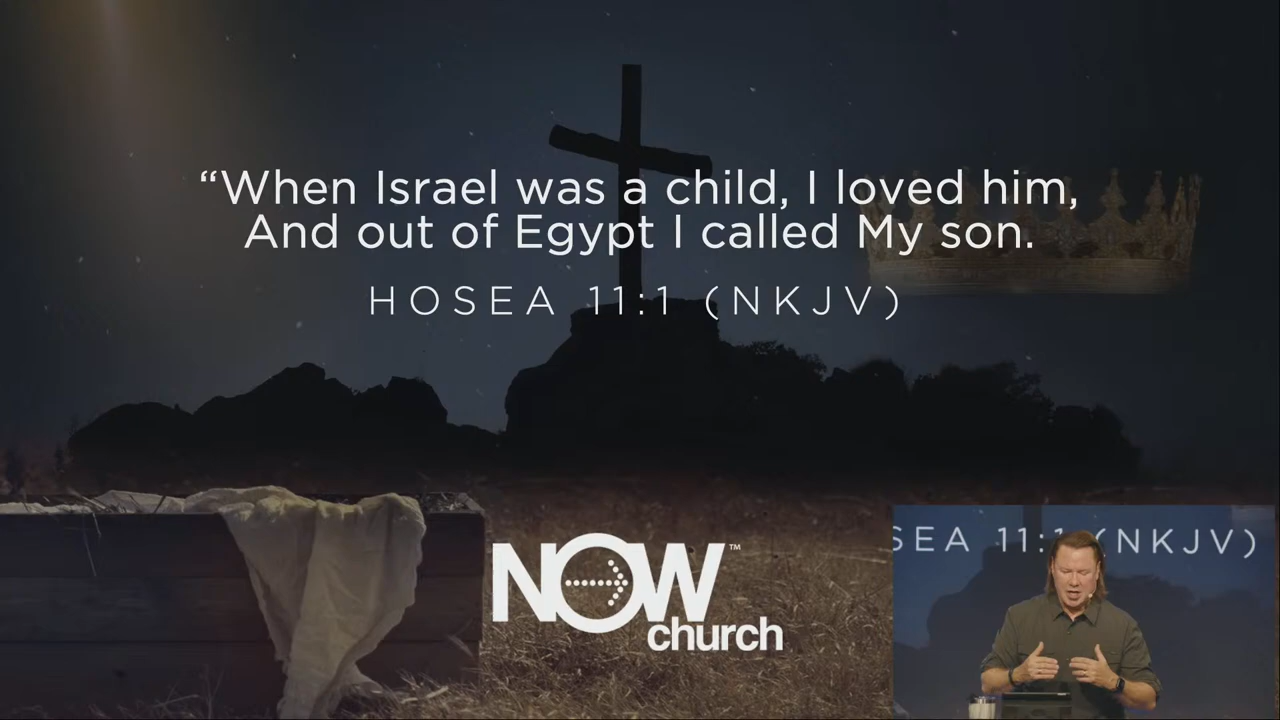 “When Israel was a child, I loved him,
And out of Egypt I called My son.
HOSEA 11:1 (NKJV)
NOW™
church
SEA 11:1 (NKJV)